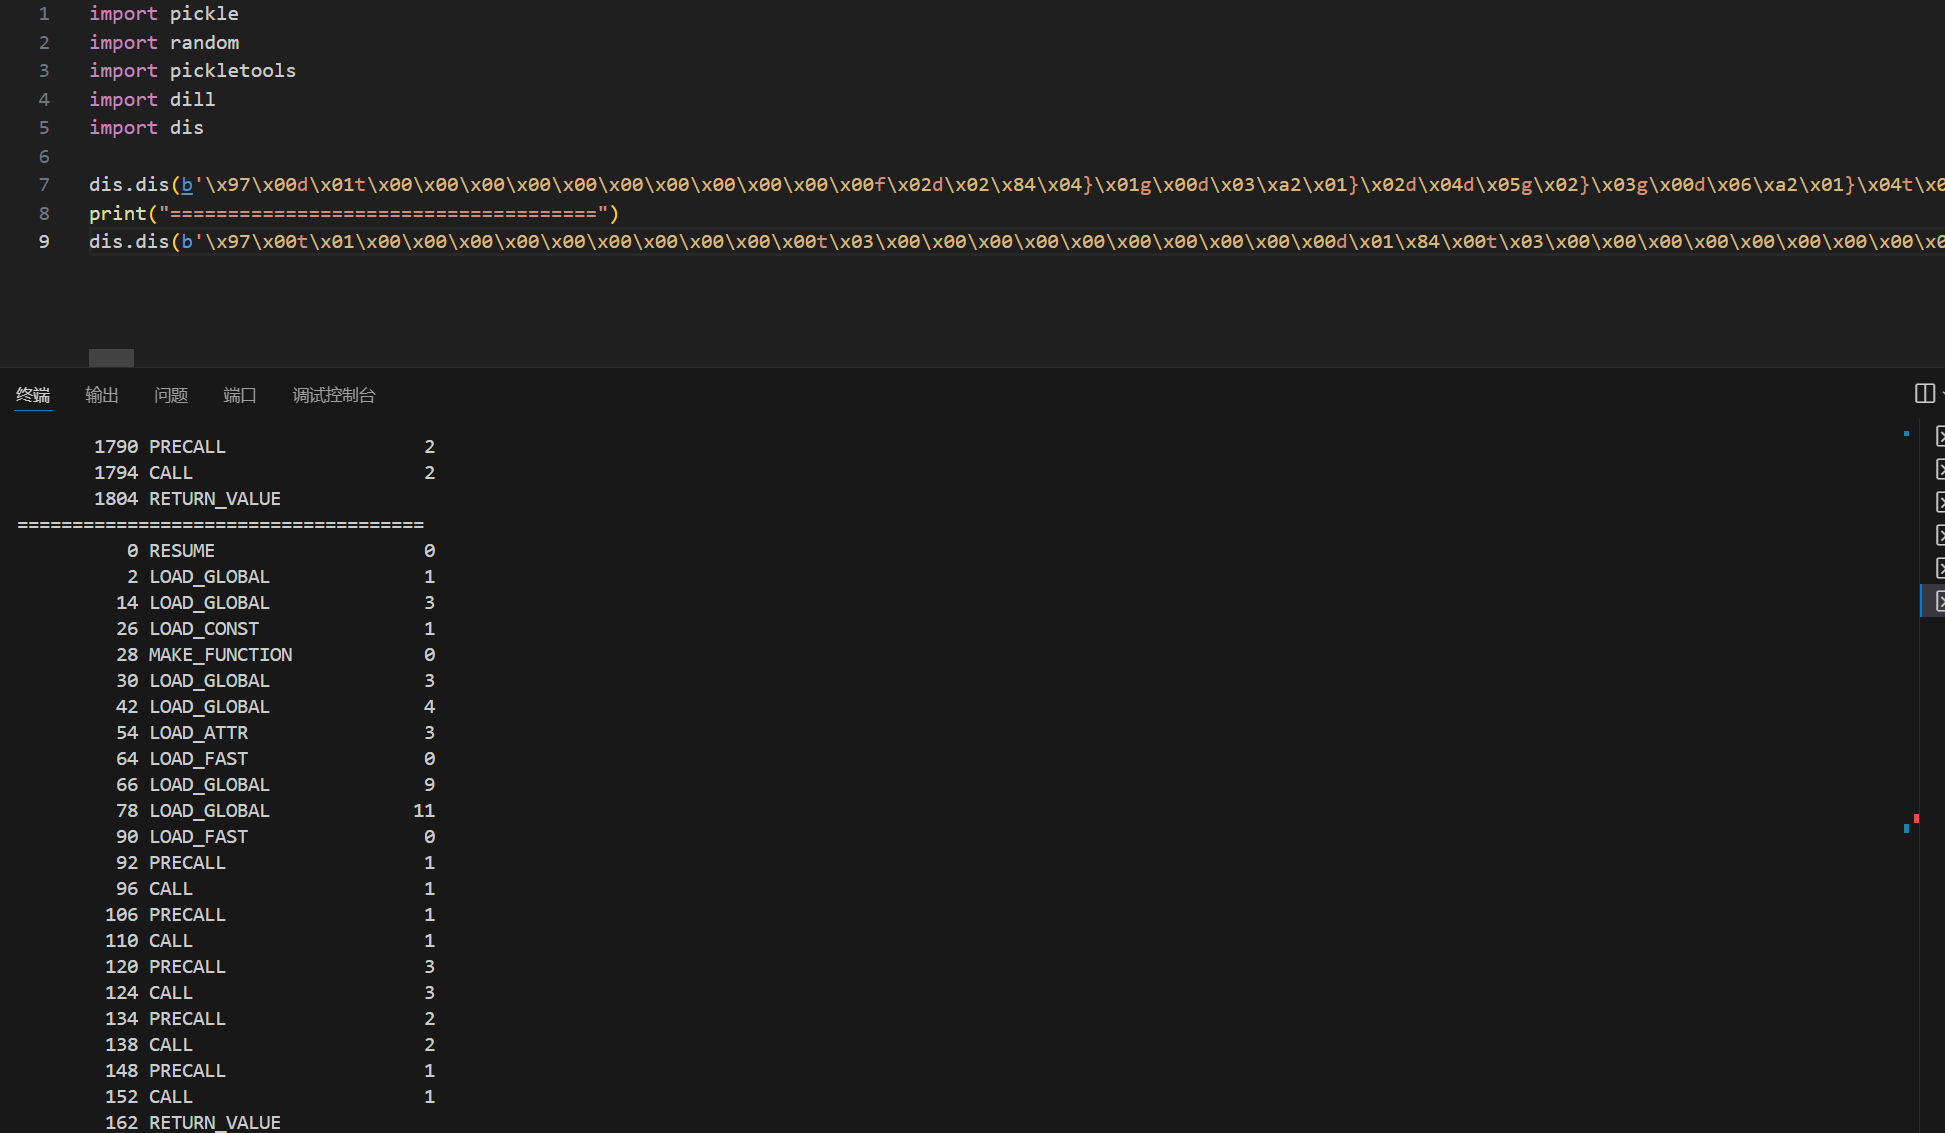 1 import pickle
2 import random
3 import pickletools
4 import dill
5 import dis
6
7 dis.dis(b'\x97\x00d\x01t\x00\x00\x00\x00\x00\x00\x00\x00\x00\x00\x00f\x02d\x02\x84\x04}\x01g\x00d\x03\xa2\x01}\x02d\x04d\x05g\x02}\x03g\x00d\x06\xa2\x01}\x04t\x0
8 print("=====================================")
9 dis.dis(b'\x97\x00t\x01\x00\x00\x00\x00\x00\x00\x00\x00\x00\x00t\x03\x00\x00\x00\x00\x00\x00\x00\x00\x00\x00d\x01\x84\x00t\x03\x00\x00\x00\x00\x00\x00\x00\x00\x0
终端 输出 问题 端口 调试控制台
1790 PRECALL 2
1794 CALL 2
1804 RETURN_VALUE
=====================================
0 RESUME 0
2 LOAD_GLOBAL 1
14 LOAD_GLOBAL 3
26 LOAD_CONST 1
28 MAKE_FUNCTION 0
30 LOAD_GLOBAL 3
42 LOAD_GLOBAL 4
54 LOAD_ATTR 3
64 LOAD_FAST 0
66 LOAD_GLOBAL 9
78 LOAD_GLOBAL 11
90 LOAD_FAST 0
92 PRECALL 1
96 CALL 1
106 PRECALL 1
110 CALL 1
120 PRECALL 3
124 CALL 3
134 PRECALL 2
138 CALL 2
148 PRECALL 1
152 CALL 1
162 RETURN_VALUE